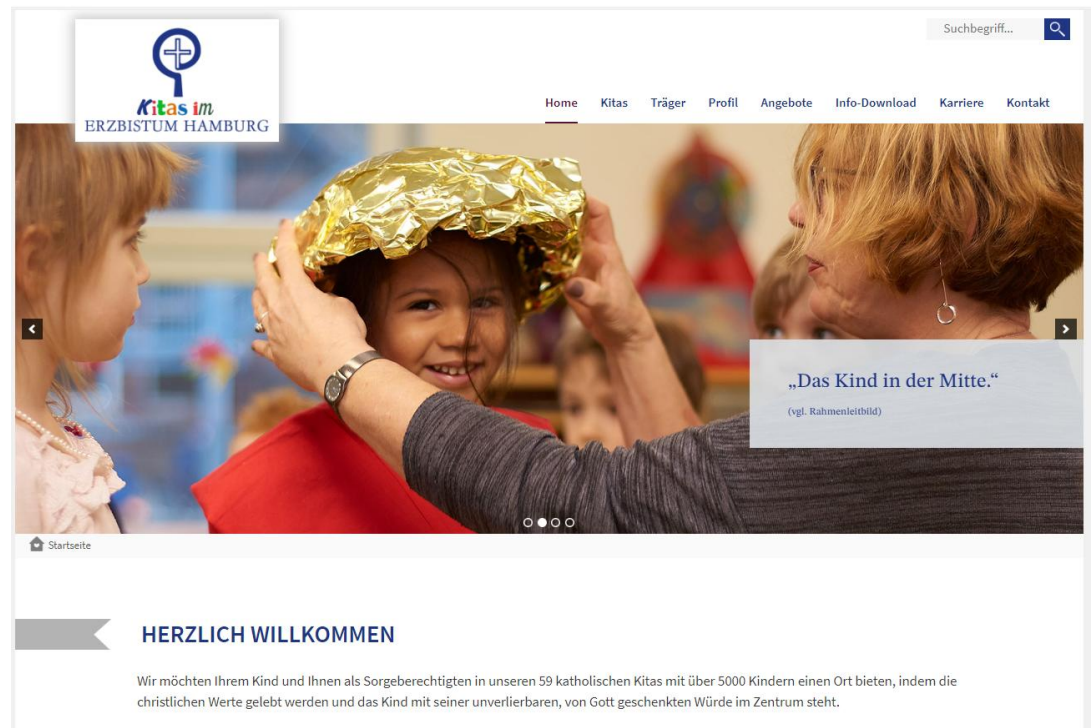 Suchbegriff...
Kitas im
ERZBISTUM HAMBURG
Home Kitas Träger Profil Angebote Info-Download Karriere Kontakt
„Das Kind in der Mitte.“
(vgl. Rahmenleitbild)
Startseite
HERZLICH WILLKOMMEN
Wir möchten Ihrem Kind und Ihnen als Sorgeberechtigten in unseren 59 katholischen Kitas mit über 5000 Kindern einen Ort bieten, indem die
christlichen Werte gelebt werden und das Kind mit seiner unverlierbaren, von Gott geschenkten Würde im Zentrum steht.